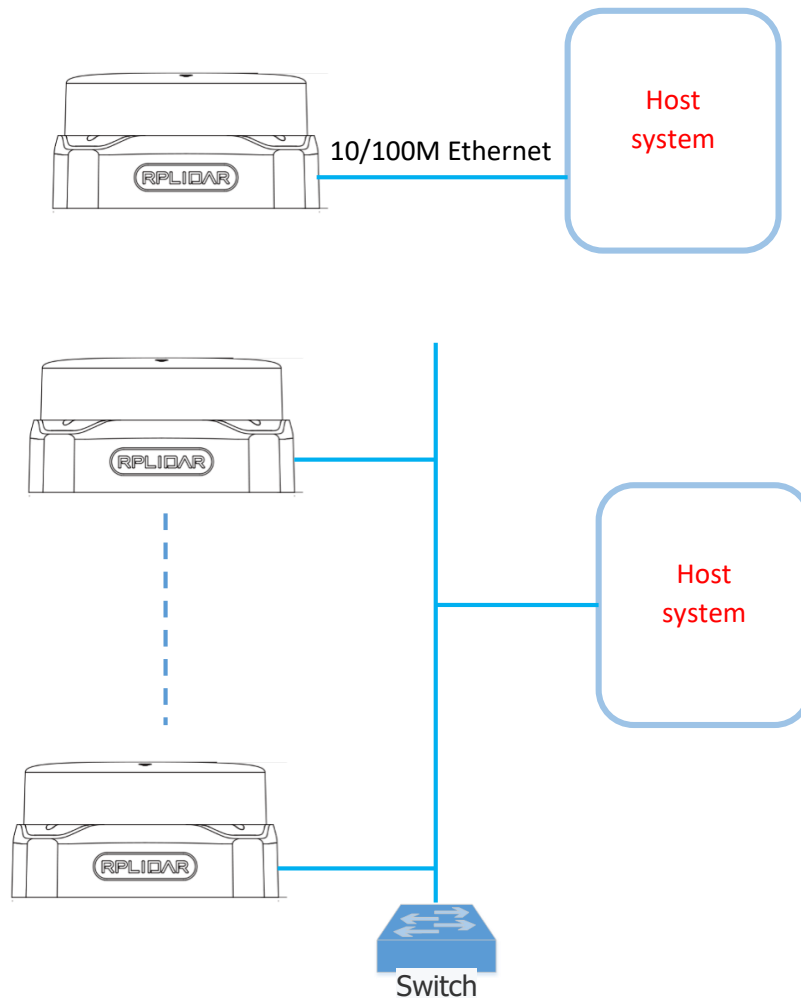 Host
system
10/100M Ethernet
RPLIDAR
RPLIDAR
Host
system
RPLIDAR
Switch